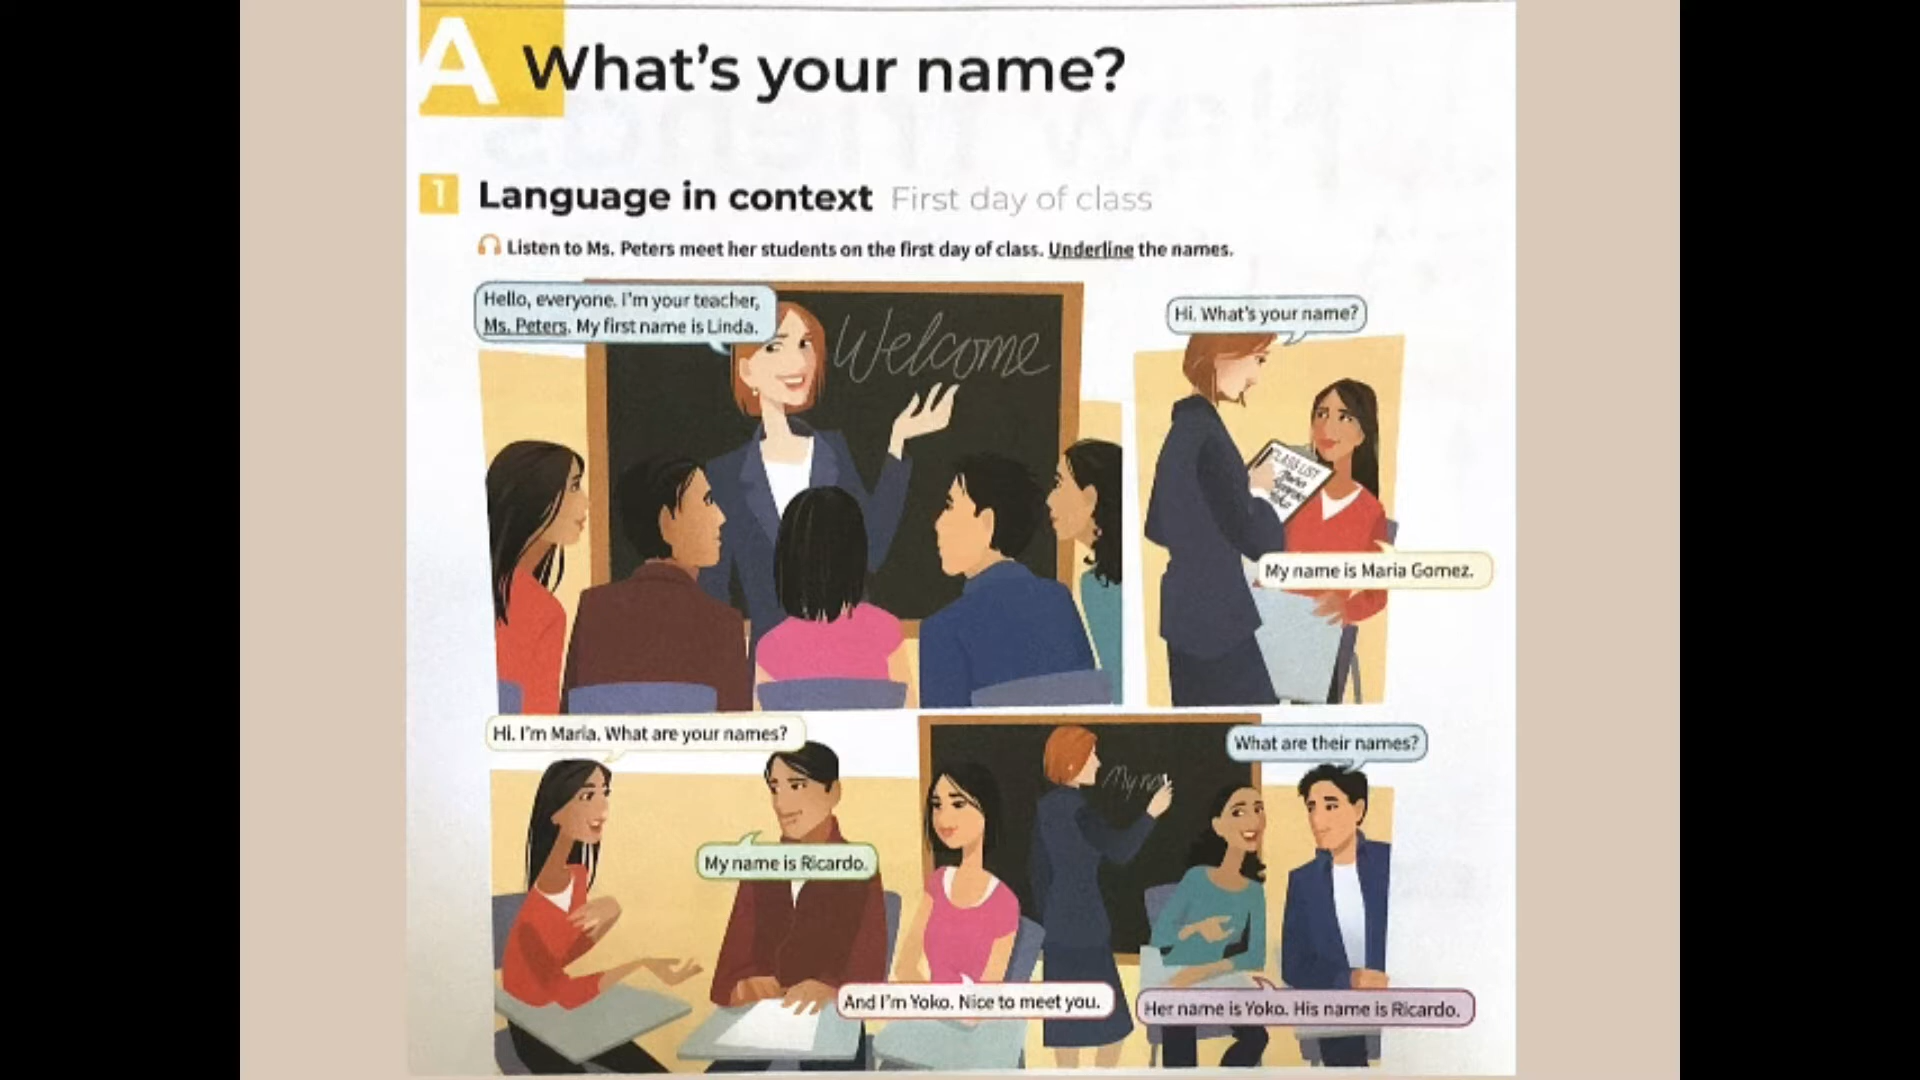 A What's your name?
1 Language in context First day of class
Listen to Ms. Peters meet her students on the first day of class. Underline the names.
Hello, everyone. I'm your teacher,
Ms. Peters. My first name is Linda.
Welcome
Hi. What's your name?
CLASS LIST
My name is Maria Gomez.
Hi. I'm Maria. What are your names?
My name is Ricardo.
My
And I'm Yoko. Nice to meet you.
What are their names?
Her name is Yoko. His name is Ricardo.